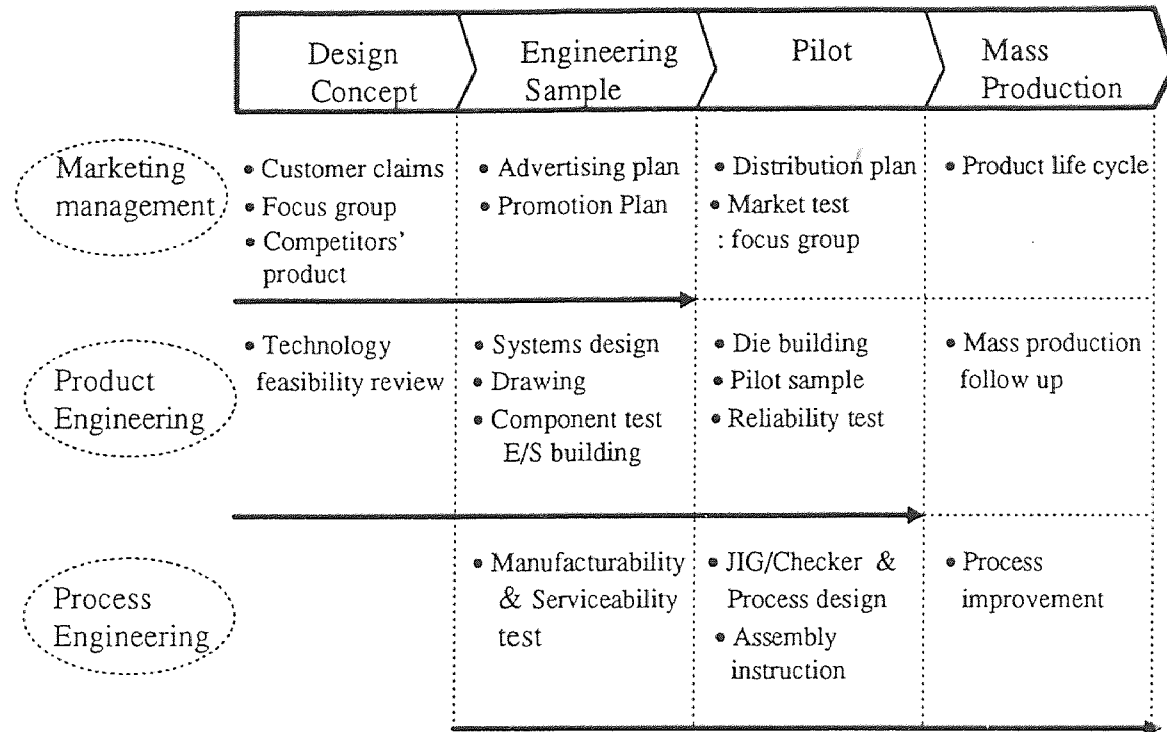 Design
Concept
Engineering
Sample
Pilot
Mass
Production
Marketing
management
• Customer claims
• Focus group
• Competitors'
product
• Advertising plan
• Promotion Plan
• Distribution plan
• Market test
: focus group
• Product life cycle
Product
Engineering
• Technology
feasibility review
• Systems design
• Drawing
• Component test
E/S building
• Die building
• Pilot sample
• Reliability test
• Mass production
follow up
Process
Engineering
• Manufacturability
& Serviceability
test
• JIG/Checker &
Process design
• Assembly
instruction
• Process
improvement